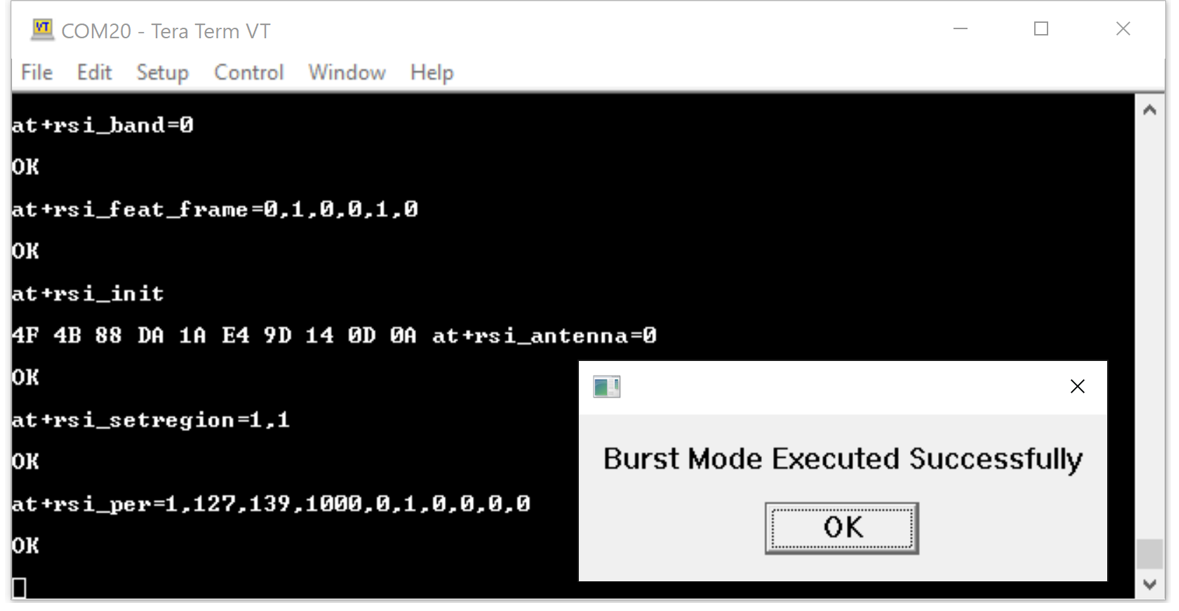 VT COM20 - Tera Term VT
File Edit Setup Control Window Help
at+rsi_band=0
OK
at+rsi_feat_frame=0,1,0,0,1,0
OK
at+rsi_init
4F 4B 88 DA 1A E4 9D 14 0D 0A at+rsi_antenna=0
OK
at+rsi_setregion=1,1
OK
at+rsi_per=1,127,139,1000,0,1,0,0,0,0
OK
Burst Mode Executed Successfully
OK